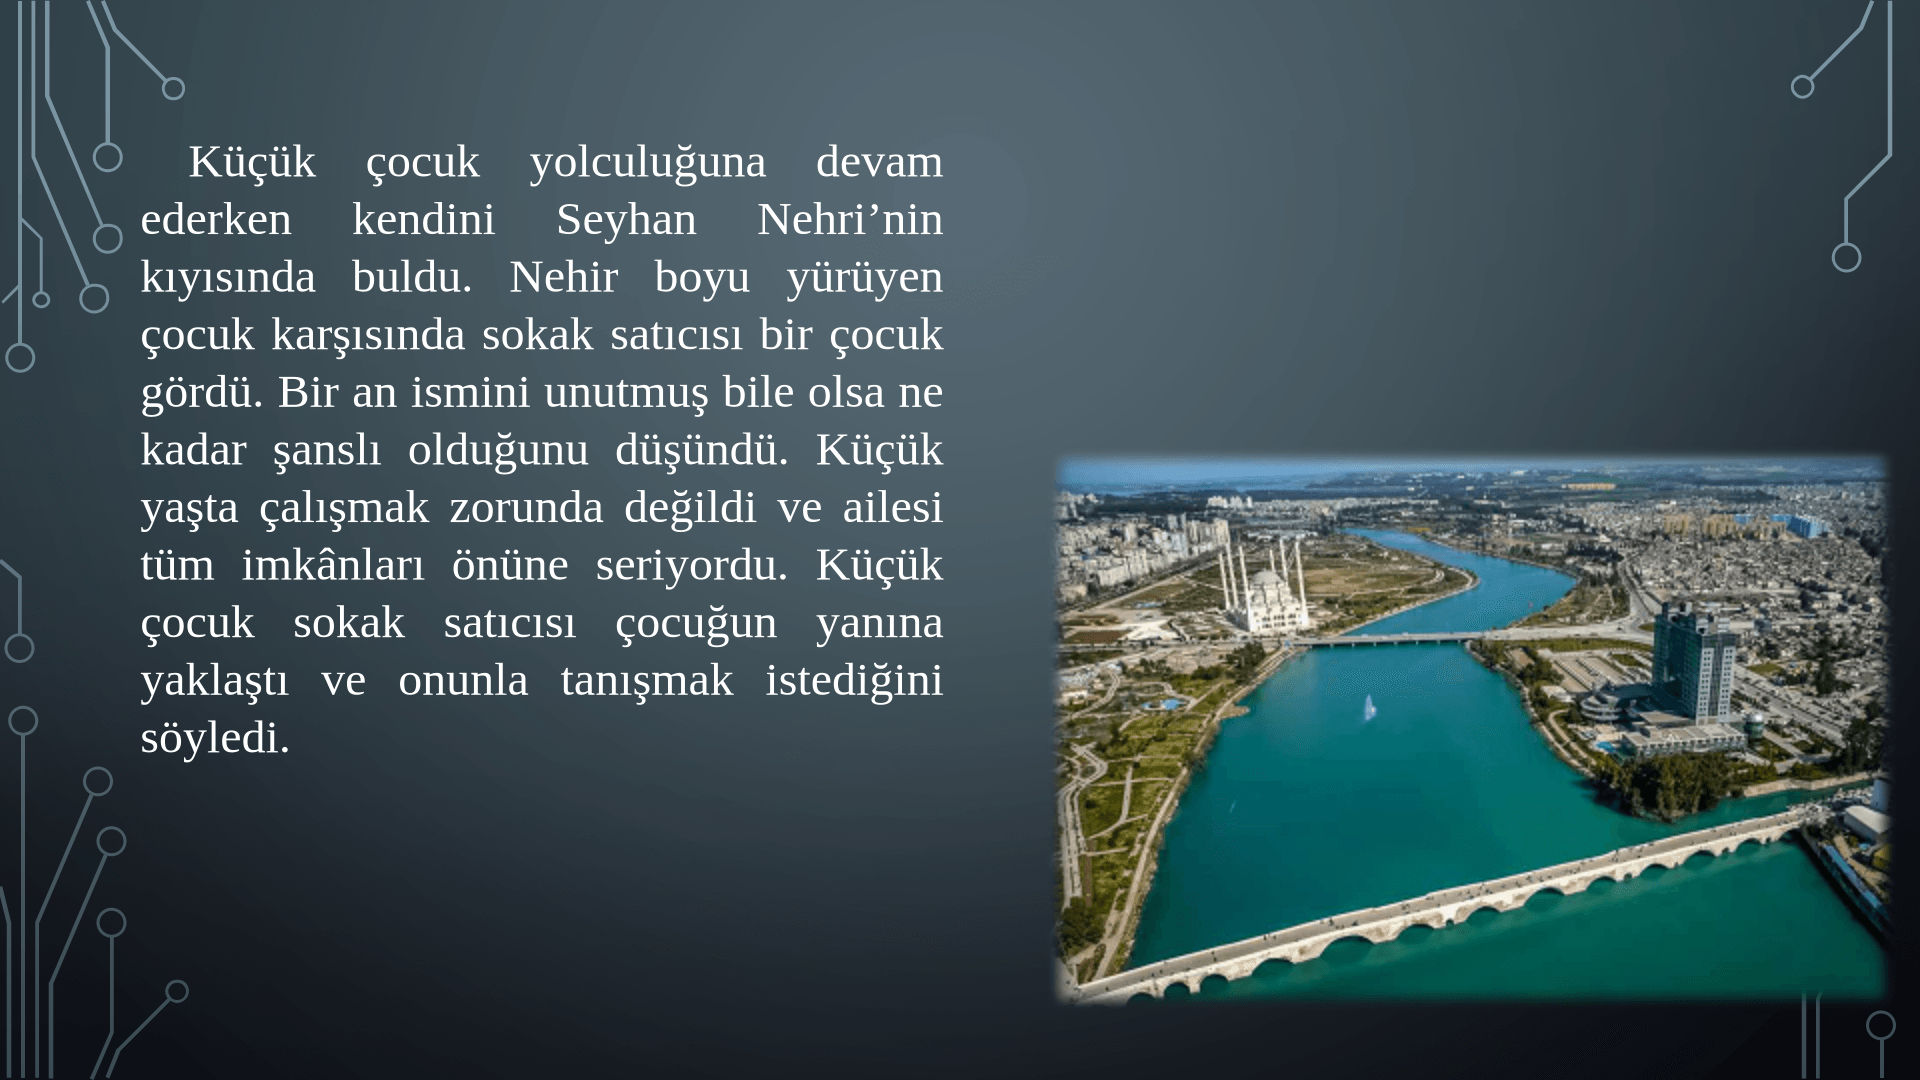 Küçük çocuk yolculuğuna devam
ederken kendini Seyhan Nehri’nin
kıyısında buldu. Nehir boyu yürüyen
çocuk karşısında sokak satıcısı bir çocuk
gördü. Bir an ismini unutmuş bile olsa ne
kadar şanslı olduğunu düşündü. Küçük
yaşta çalışmak zorunda değildi ve ailesi
tüm imkânları önüne seriyordu. Küçük
çocuk sokak satıcısı çocuğun yanına
yaklaştı ve onunla tanışmak istediğini
söyledi.